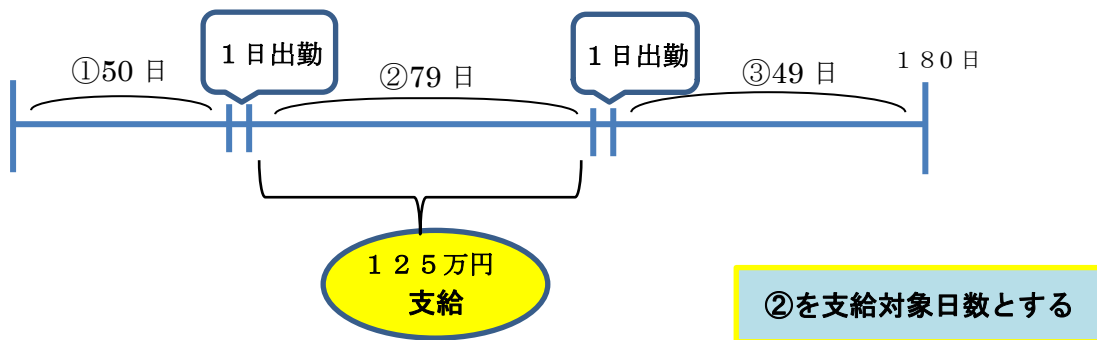 １日出勤
１日出勤
①50 日
②79 日
③49 日
１８０日
１２５万円
支給
②を支給対象日数とする